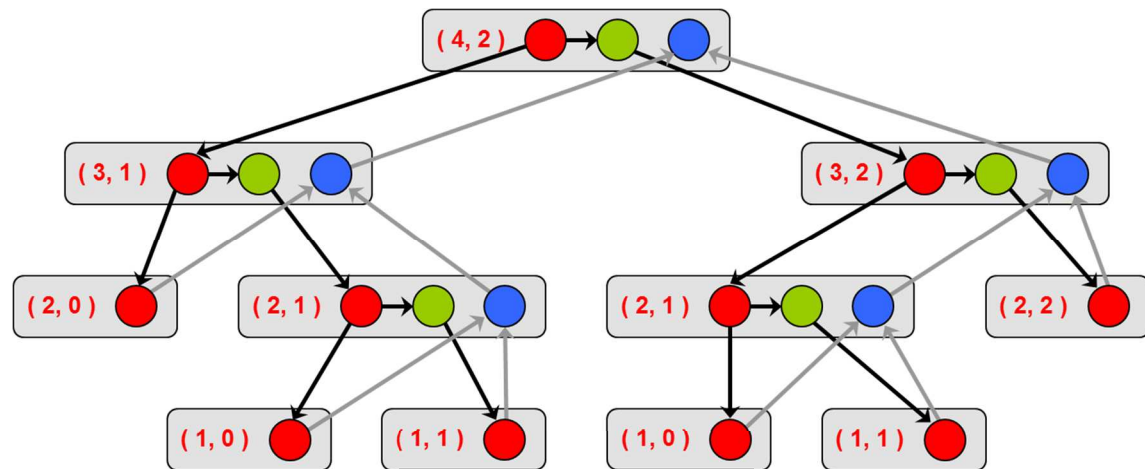 ( 4, 2 )
( 3, 1 )
( 3, 2 )
( 2, 0 )
( 2, 1 )
( 2, 1 )
( 2, 2 )
( 1, 0 )
( 1, 1 )
( 1, 0 )
( 1, 1 )